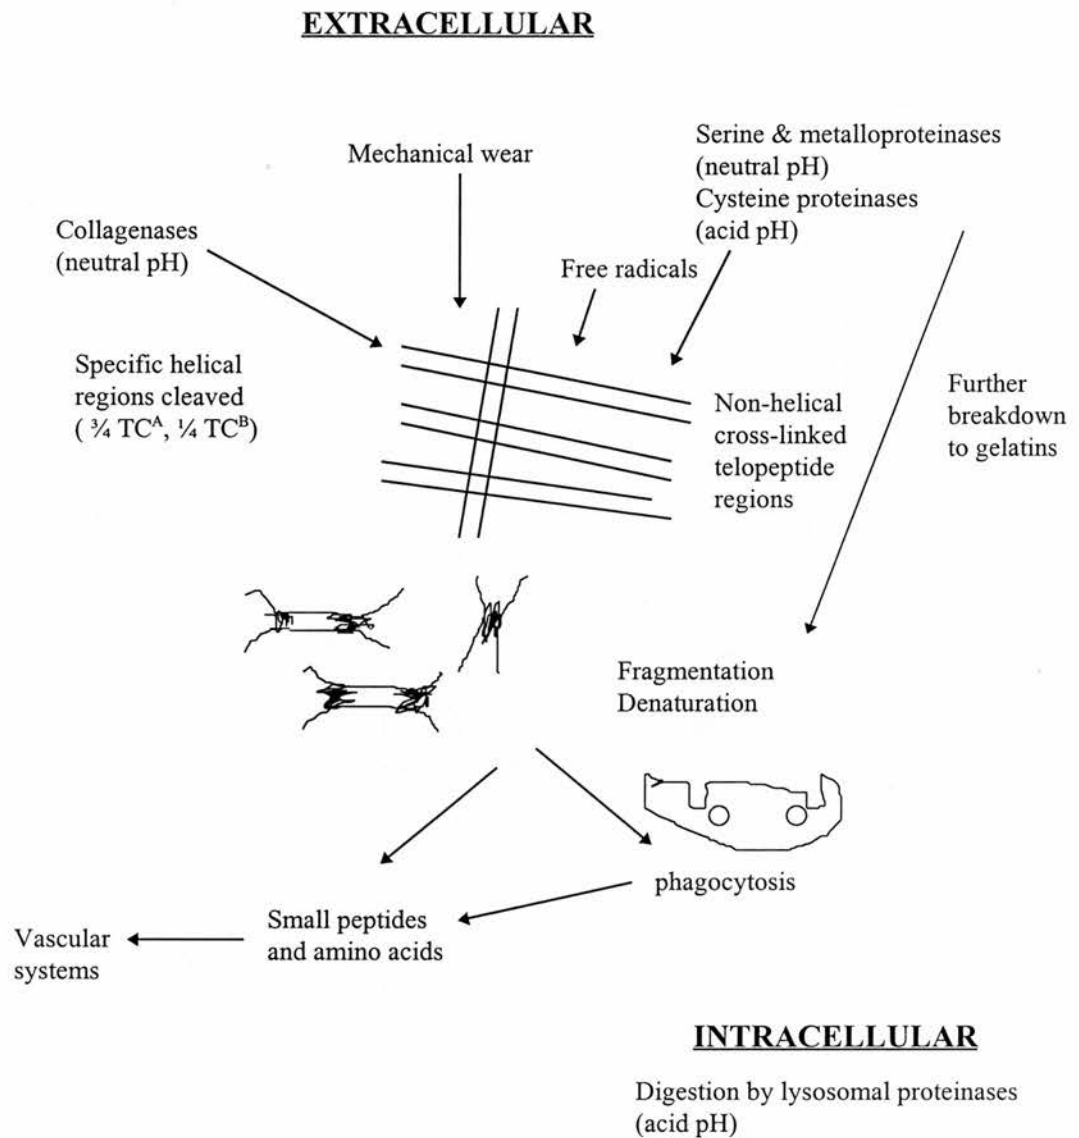 EXTRACELLULAR
Mechanical wear
Serine & metalloproteinases
(neutral pH)
Cysteine proteinases
(acid pH)
Collagenases
(neutral pH)
Free radicals
Specific helical
regions cleaved
( ¾ TCᴬ, ¼ TCᴮ)
Non-helical
cross-linked
telopeptide
regions
Further
breakdown
to gelatins
Fragmentation
Denaturation
phagocytosis
Small peptides
and amino acids
Vascular
systems
INTRACELLULAR
Digestion by lysosomal proteinases
(acid pH)